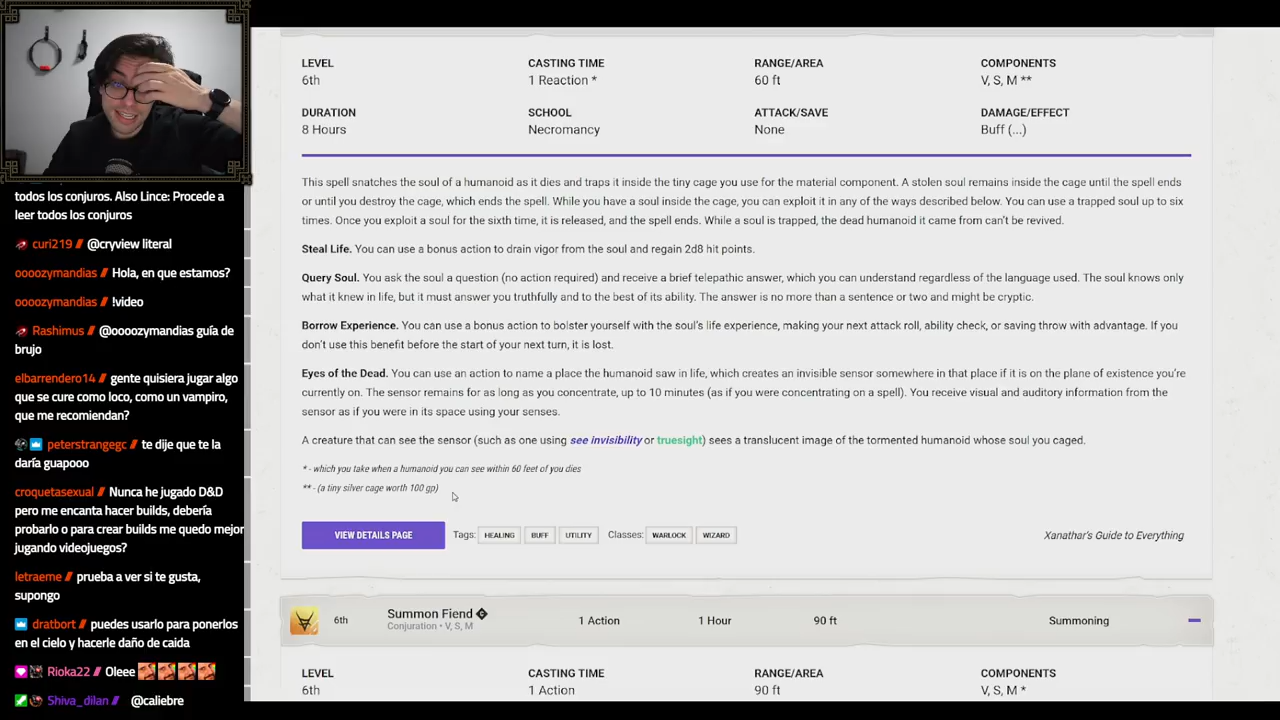 todos los conjuros. Also Lince: Procede a
leer todos los conjuros
curi219 // @cryview literal
oooozymandias // Hola, en que estamos?
oooozymandias // !video
Rashimus // @oooozymandias guía de
brujo
elbarrendero14 // gente quisiera jugar algo
que se cure como loco, como un vampiro,
que me recomiendan?
peterstrangegc // te dije que te la
daría guapooo
croquetasexual // Nunca he jugado D&D
pero me encanta hacer builds, debería
probarlo o para crear builds me quedo mejor
jugando videojuegos?
letraeme // prueba a ver si te gusta,
supongo
dratbort // puedes usarlo para ponerlos
en el cielo y hacerle daño de caida
Rioka22 // Oleee
Shiva_dilan // @caliebre
LEVEL CASTING TIME RANGE/AREA COMPONENTS
6th 1 Reaction * 60 ft V, S, M **
DURATION SCHOOL ATTACK/SAVE DAMAGE/EFFECT
8 Hours Necromancy None Buff (...)
This spell snatches the soul of a humanoid as it dies and traps it inside the tiny cage you use for the material component. A stolen soul remains inside the cage until the spell ends
or until you destroy the cage, which ends the spell. While you have a soul inside the cage, you can exploit it in any of the ways described below. You can use a trapped soul up to six
times. Once you exploit a soul for the sixth time, it is released, and the spell ends. While a soul is trapped, the dead humanoid it came from can't be revived.
Steal Life. You can use a bonus action to drain vigor from the soul and regain 2d8 hit points.
Query Soul. You ask the soul a question (no action required) and receive a brief telepathic answer, which you can understand regardless of the language used. The soul knows only
what it knew in life, but it must answer you truthfully and to the best of its ability. The answer is no more than a sentence or two and might be cryptic.
Borrow Experience. You can use a bonus action to bolster yourself with the soul's life experience, making your next attack roll, ability check, or saving throw with advantage. If you
don't use this benefit before the start of your next turn, it is lost.
Eyes of the Dead. You can use an action to name a place the humanoid saw in life, which creates an invisible sensor somewhere in that place if it is on the plane of existence you're
currently on. The sensor remains for as long as you concentrate, up to 10 minutes (as if you were concentrating on a spell). You receive visual and auditory information from the
sensor as if you were in its space using your senses.
A creature that can see the sensor (such as one using see invisibility or truesight) sees a translucent image of the tormented humanoid whose soul you caged.
* - which you take when a humanoid you can see within 60 feet of you dies
** - (a tiny silver cage worth 100 gp)
VIEW DETAILS PAGE Tags: HEALING BUFF UTILITY Classes: WARLOCK WIZARD Xanathar's Guide to Everything
6th Summon Fiend 1 Action 1 Hour 90 ft Summoning
Conjuration • V, S, M
LEVEL CASTING TIME RANGE/AREA COMPONENTS
6th 1 Action 90 ft V, S, M *